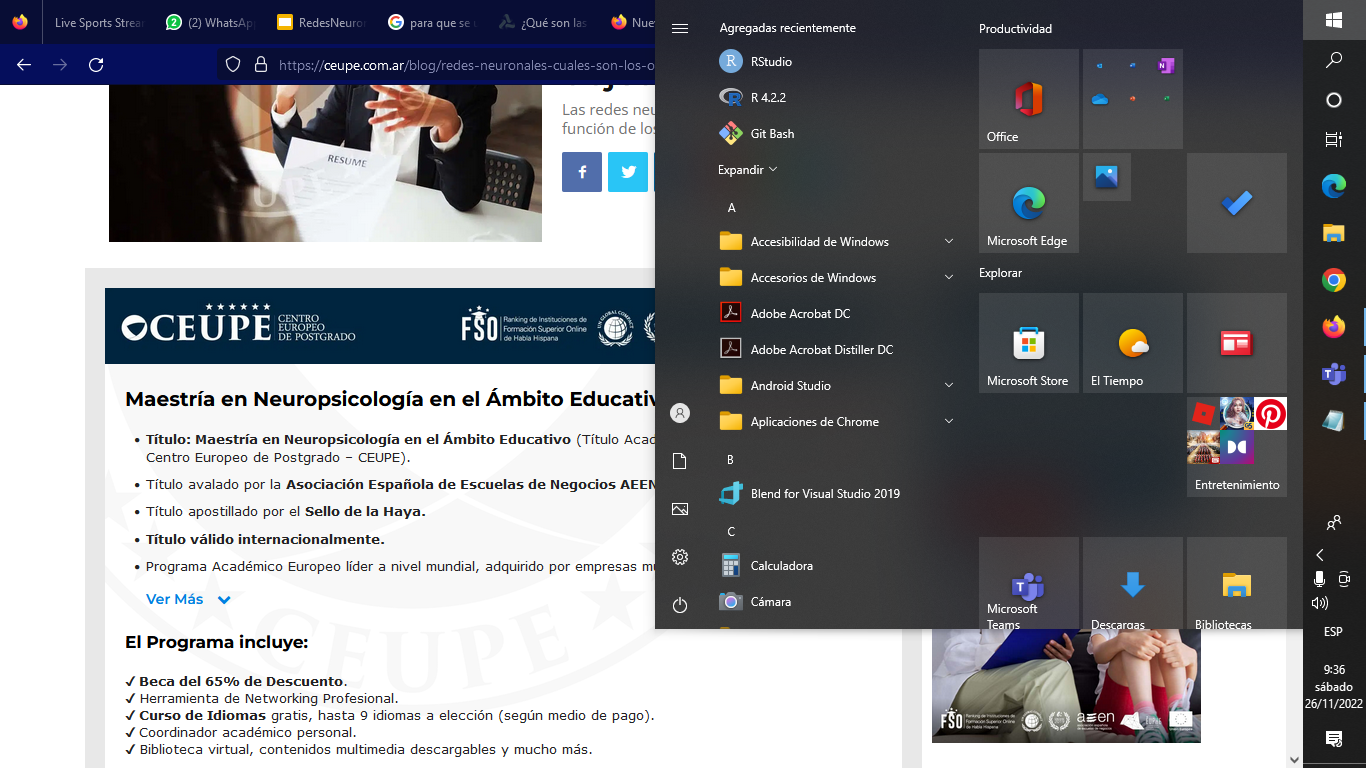 Live Sports Strea
(2) WhatsAp
RedesNeuron
para que se u
¿Qué son las
Nuev
https://ceupe.com.ar/blog/redes-neuronales-cuales-son-los-o
Las redes neu
función de los
RESUME
CEUPE
CENTRO
EUROPEO
DE POSTGRADO
FSO
Ranking de Instituciones de
Formación Superior Online
de Habla Hispana
Maestría en Neuropsicología en el Ámbito Educativ
• Título: Maestría en Neuropsicología en el Ámbito Educativo (Título Acad
Centro Europeo de Postgrado – CEUPE).
• Título avalado por la Asociación Española de Escuelas de Negocios AEEN
• Título apostillado por el Sello de la Haya.
• Título válido internacionalmente.
• Programa Académico Europeo líder a nivel mundial, adquirido por empresas mu
Ver Más
El Programa incluye:
✓ Beca del 65% de Descuento.
✓ Herramienta de Networking Profesional.
✓ Curso de Idiomas gratis, hasta 9 idiomas a elección (según medio de pago).
✓ Coordinador académico personal.
✓ Biblioteca virtual, contenidos multimedia descargables y mucho más.
CEUPE
Agregadas recientemente
RStudio
R 4.2.2
Git Bash
Expandir
A
Accesibilidad de Windows
Accesorios de Windows
Adobe Acrobat DC
Adobe Acrobat Distiller DC
Android Studio
Aplicaciones de Chrome
B
Blend for Visual Studio 2019
C
Calculadora
Cámara
Productividad
Office
Microsoft Edge
Explorar
Microsoft Store
El Tiempo
Entretenimiento
Microsoft
Teams
Descargas
Bibliotecas
FSO
aeen
ESP
9:36
sábado
26/11/2022